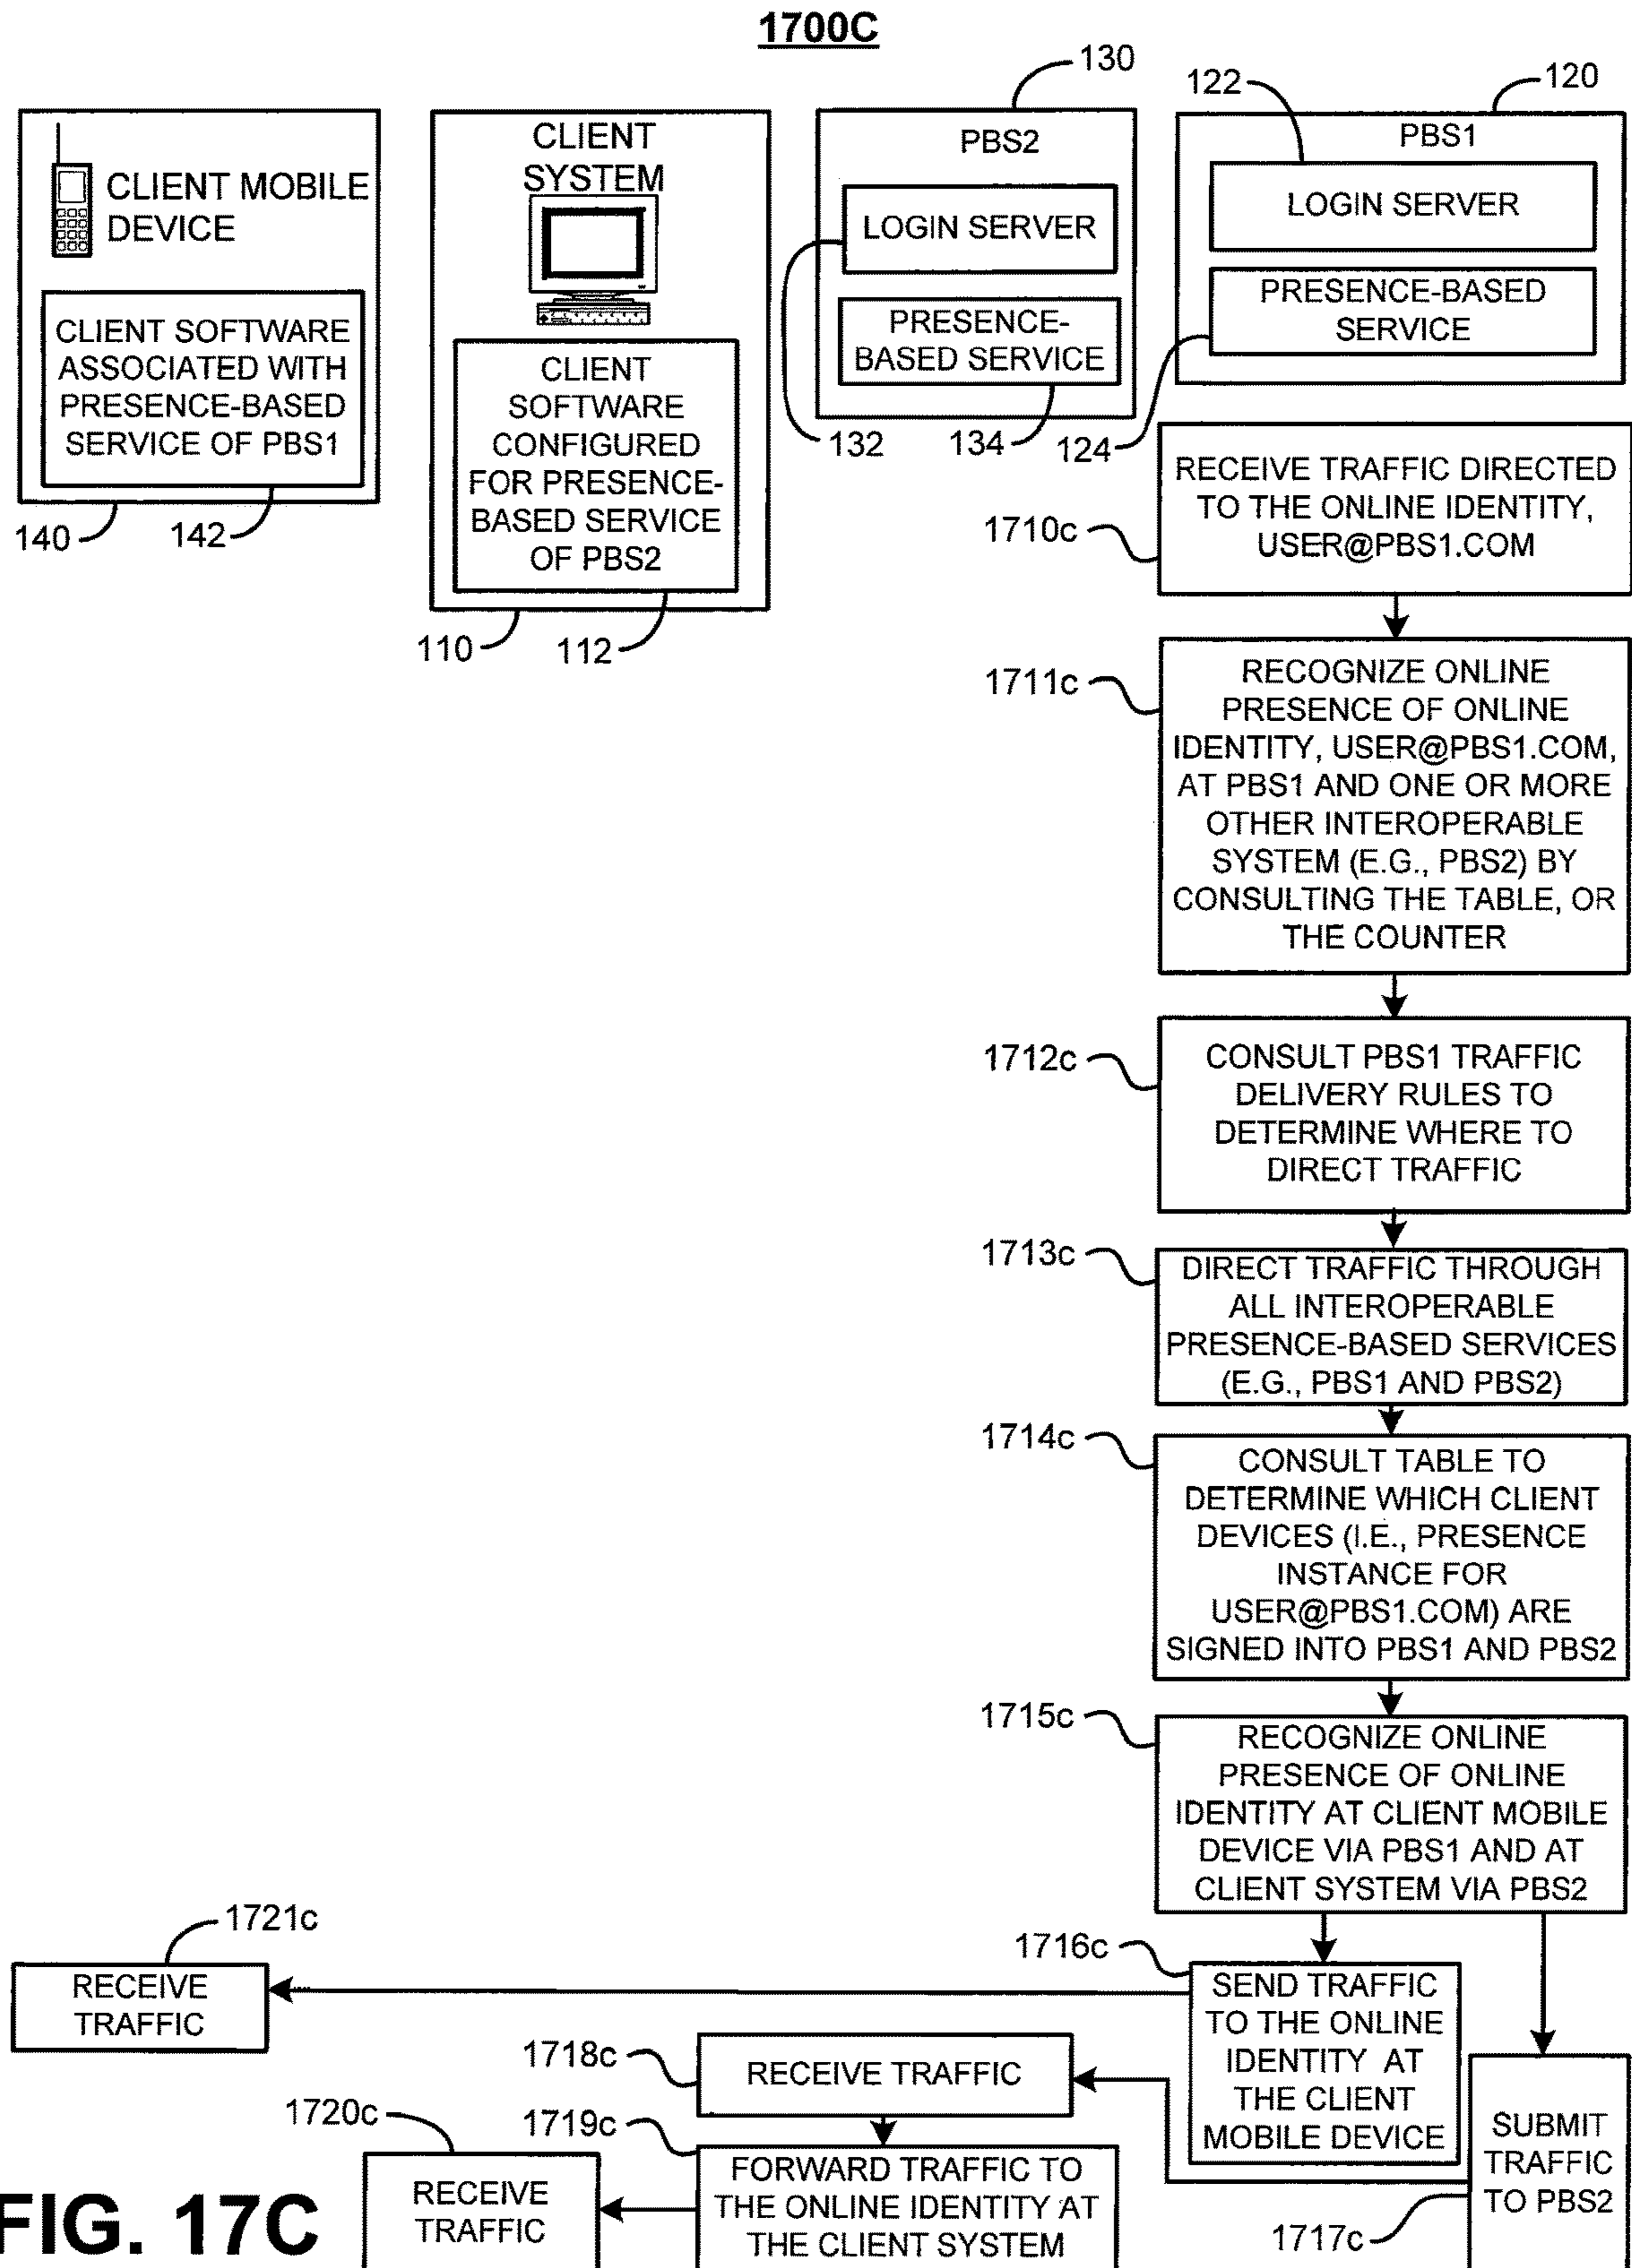 1700C
130
122
120
CLIENT MOBILE
DEVICE
CLIENT SOFTWARE
ASSOCIATED WITH
PRESENCE-BASED
SERVICE OF PBS1
140
142
CLIENT
SYSTEM
CLIENT
SOFTWARE
CONFIGURED
FOR PRESENCE-
BASED SERVICE
OF PBS2
110
112
PBS2
LOGIN SERVER
PRESENCE-
BASED SERVICE
132
134
PBS1
LOGIN SERVER
PRESENCE-BASED
SERVICE
124
1710c
RECEIVE TRAFFIC DIRECTED
TO THE ONLINE IDENTITY,
USER@PBS1.COM
1711c
RECOGNIZE ONLINE
PRESENCE OF ONLINE
IDENTITY, USER@PBS1.COM,
AT PBS1 AND ONE OR MORE
OTHER INTEROPERABLE
SYSTEM (E.G., PBS2) BY
CONSULTING THE TABLE, OR
THE COUNTER
1712c
CONSULT PBS1 TRAFFIC
DELIVERY RULES TO
DETERMINE WHERE TO
DIRECT TRAFFIC
1713c
DIRECT TRAFFIC THROUGH
ALL INTEROPERABLE
PRESENCE-BASED SERVICES
(E.G., PBS1 AND PBS2)
1714c
CONSULT TABLE TO
DETERMINE WHICH CLIENT
DEVICES (I.E., PRESENCE
INSTANCE FOR
USER@PBS1.COM) ARE
SIGNED INTO PBS1 AND PBS2
1715c
RECOGNIZE ONLINE
PRESENCE OF ONLINE
IDENTITY AT CLIENT MOBILE
DEVICE VIA PBS1 AND AT
CLIENT SYSTEM VIA PBS2
1716c
SEND TRAFFIC
TO THE ONLINE
IDENTITY AT
THE CLIENT
MOBILE DEVICE
1721c
RECEIVE
TRAFFIC
1717c
SUBMIT
TRAFFIC
TO PBS2
1718c
RECEIVE TRAFFIC
1719c
FORWARD TRAFFIC TO
THE ONLINE IDENTITY AT
THE CLIENT SYSTEM
1720c
RECEIVE
TRAFFIC
FIG. 17C